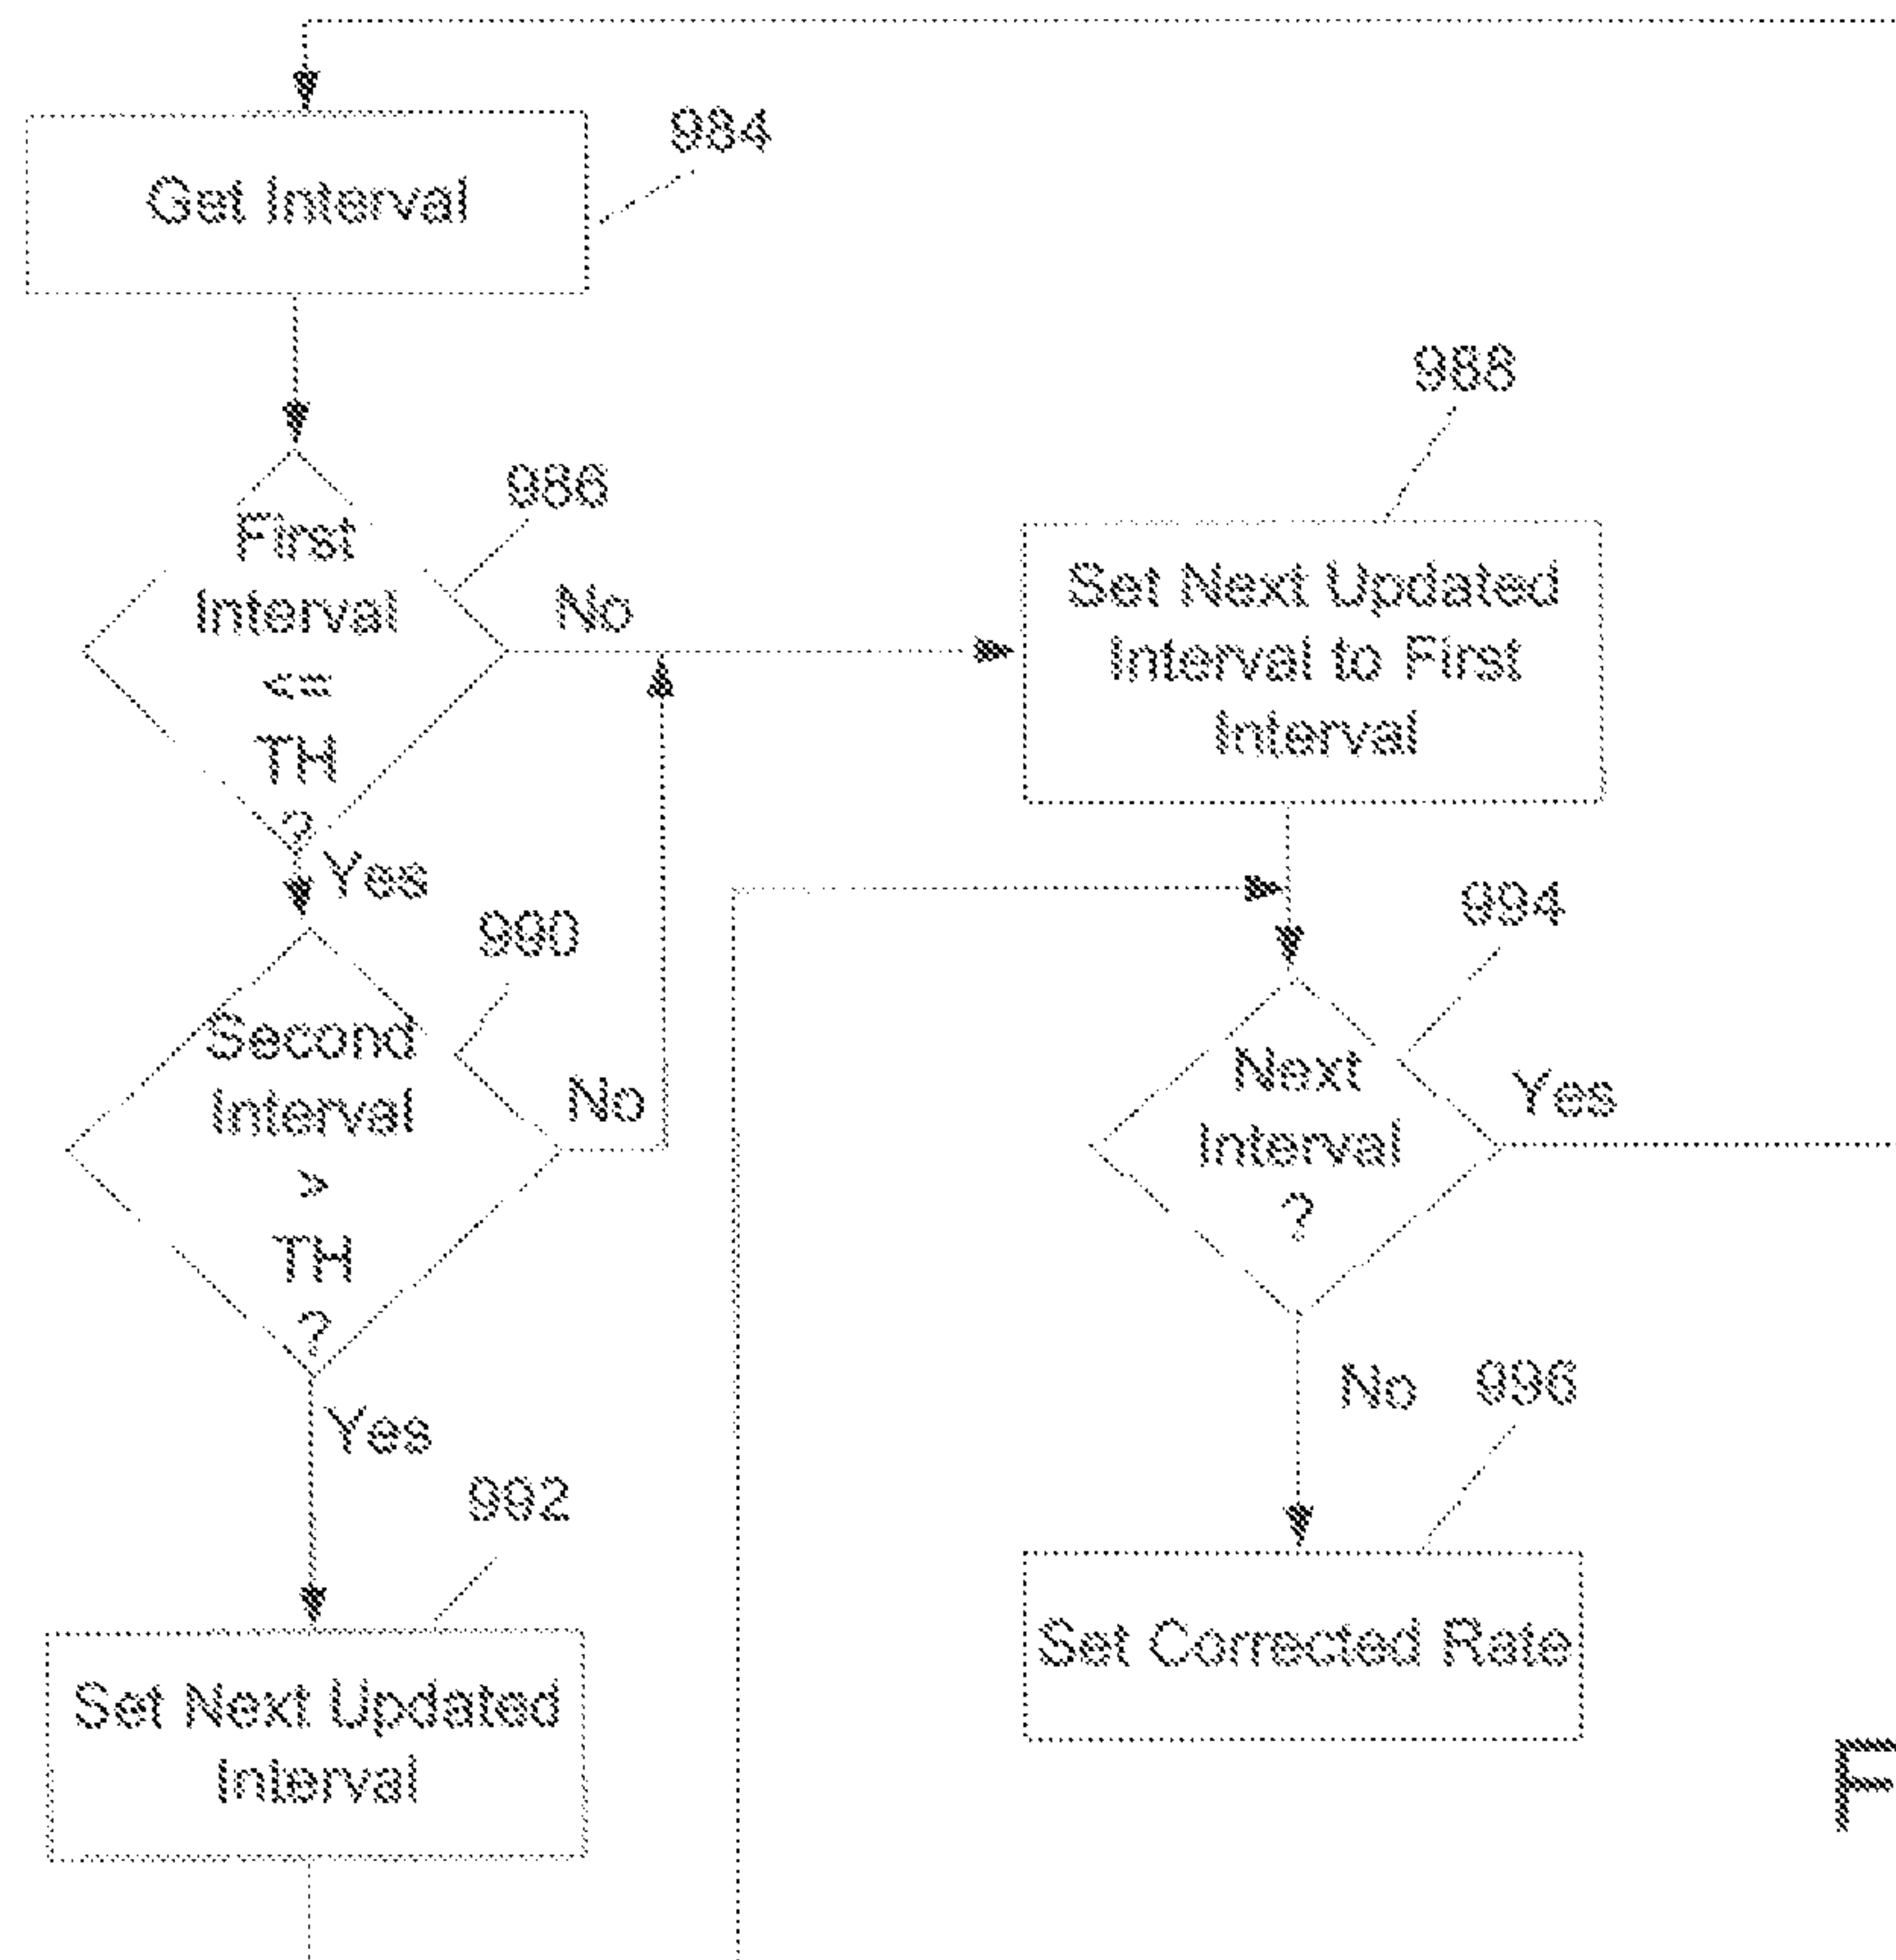 Get Interval
984
First
Interval
<=
TH
?
986
No
Yes
988
Set Next Updated
Interval to First
Interval
990
Second
Interval
>
TH
?
No
Yes
992
Set Next Updated
Interval
994
Next
Interval
?
Yes
No
996
Set Corrected Rate
F